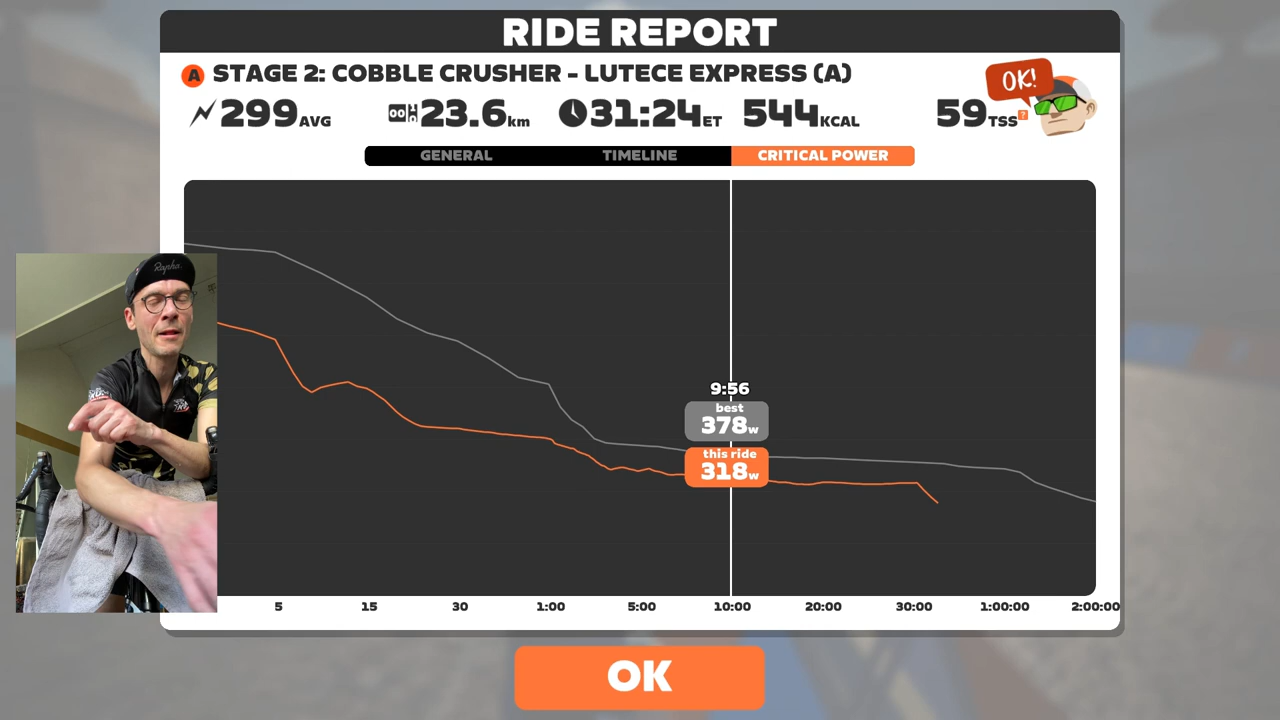 RIDE REPORT
A STAGE 2: COBBLE CRUSHER - LUTECE EXPRESS (A)
OK!
299AVG 23.6km 31:24ET 544KCAL 59TSS?
GENERAL TIMELINE CRITICAL POWER
Rapha.
9:56
best
378w
this ride
318w
5 15 30 1:00 5:00 10:00 20:00 30:00 1:00:00 2:00:00
OK